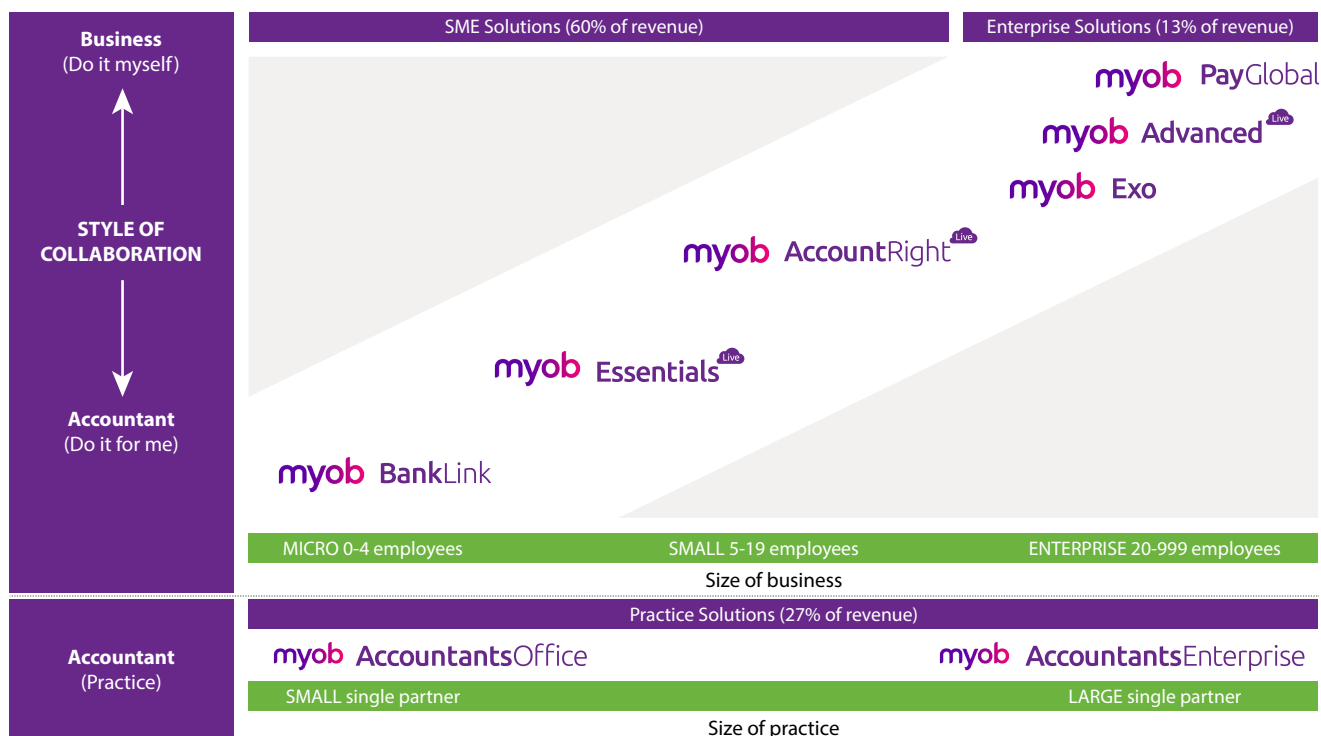 Business
(Do it myself)
STYLE OF
COLLABORATION
Accountant
(Do it for me)
SME Solutions (60% of revenue)
Enterprise Solutions (13% of revenue)
myob PayGlobal
myob Advanced Live
myob Exo
myob AccountRight Live
myob Essentials Live
myob BankLink
MICRO 0-4 employees
SMALL 5-19 employees
ENTERPRISE 20-999 employees
Size of business
Accountant
(Practice)
Practice Solutions (27% of revenue)
myob AccountantsOffice
myob AccountantsEnterprise
SMALL single partner
LARGE single partner
Size of practice